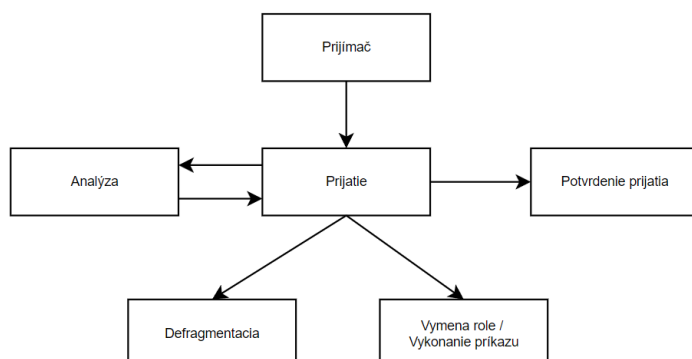 Prijímač
Analýza
Prijatie
Potvrdenie prijatia
Defragmentacia
Vymena role /
Vykonanie príkazu